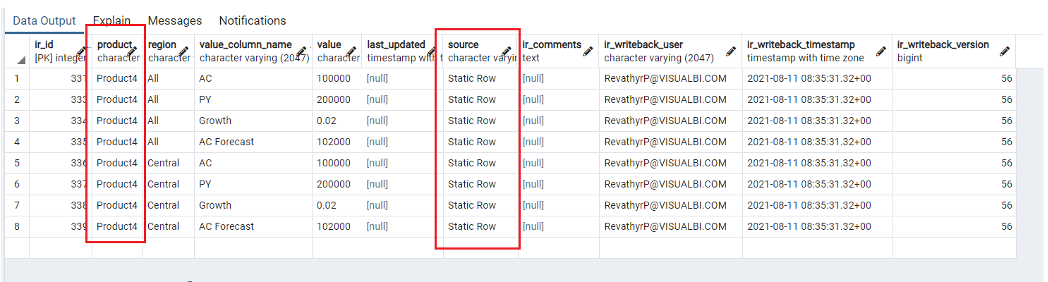 Data Output Explain Messages Notifications
ir_id product region value_column_name value last_updated source ir_comments ir_writeback_user ir_writeback_timestamp ir_writeback_version
[PK] integer character character character varying (2047) character timestamp with t character varyin text character varying (2047) timestamp with time zone bigint
1 331 Product4 All AC 100000 [null] Static Row [null] RevathyrP@VISUALBI.COM 2021-08-11 08:35:31.32+00 56
2 333 Product4 All PY 200000 [null] Static Row [null] RevathyrP@VISUALBI.COM 2021-08-11 08:35:31.32+00 56
3 334 Product4 All Growth 0.02 [null] Static Row [null] RevathyrP@VISUALBI.COM 2021-08-11 08:35:31.32+00 56
4 335 Product4 All AC Forecast 102000 [null] Static Row [null] RevathyrP@VISUALBI.COM 2021-08-11 08:35:31.32+00 56
5 336 Product4 Central AC 100000 [null] Static Row [null] RevathyrP@VISUALBI.COM 2021-08-11 08:35:31.32+00 56
6 337 Product4 Central PY 200000 [null] Static Row [null] RevathyrP@VISUALBI.COM 2021-08-11 08:35:31.32+00 56
7 338 Product4 Central Growth 0.02 [null] Static Row [null] RevathyrP@VISUALBI.COM 2021-08-11 08:35:31.32+00 56
8 339 Product4 Central AC Forecast 102000 [null] Static Row [null] RevathyrP@VISUALBI.COM 2021-08-11 08:35:31.32+00 56